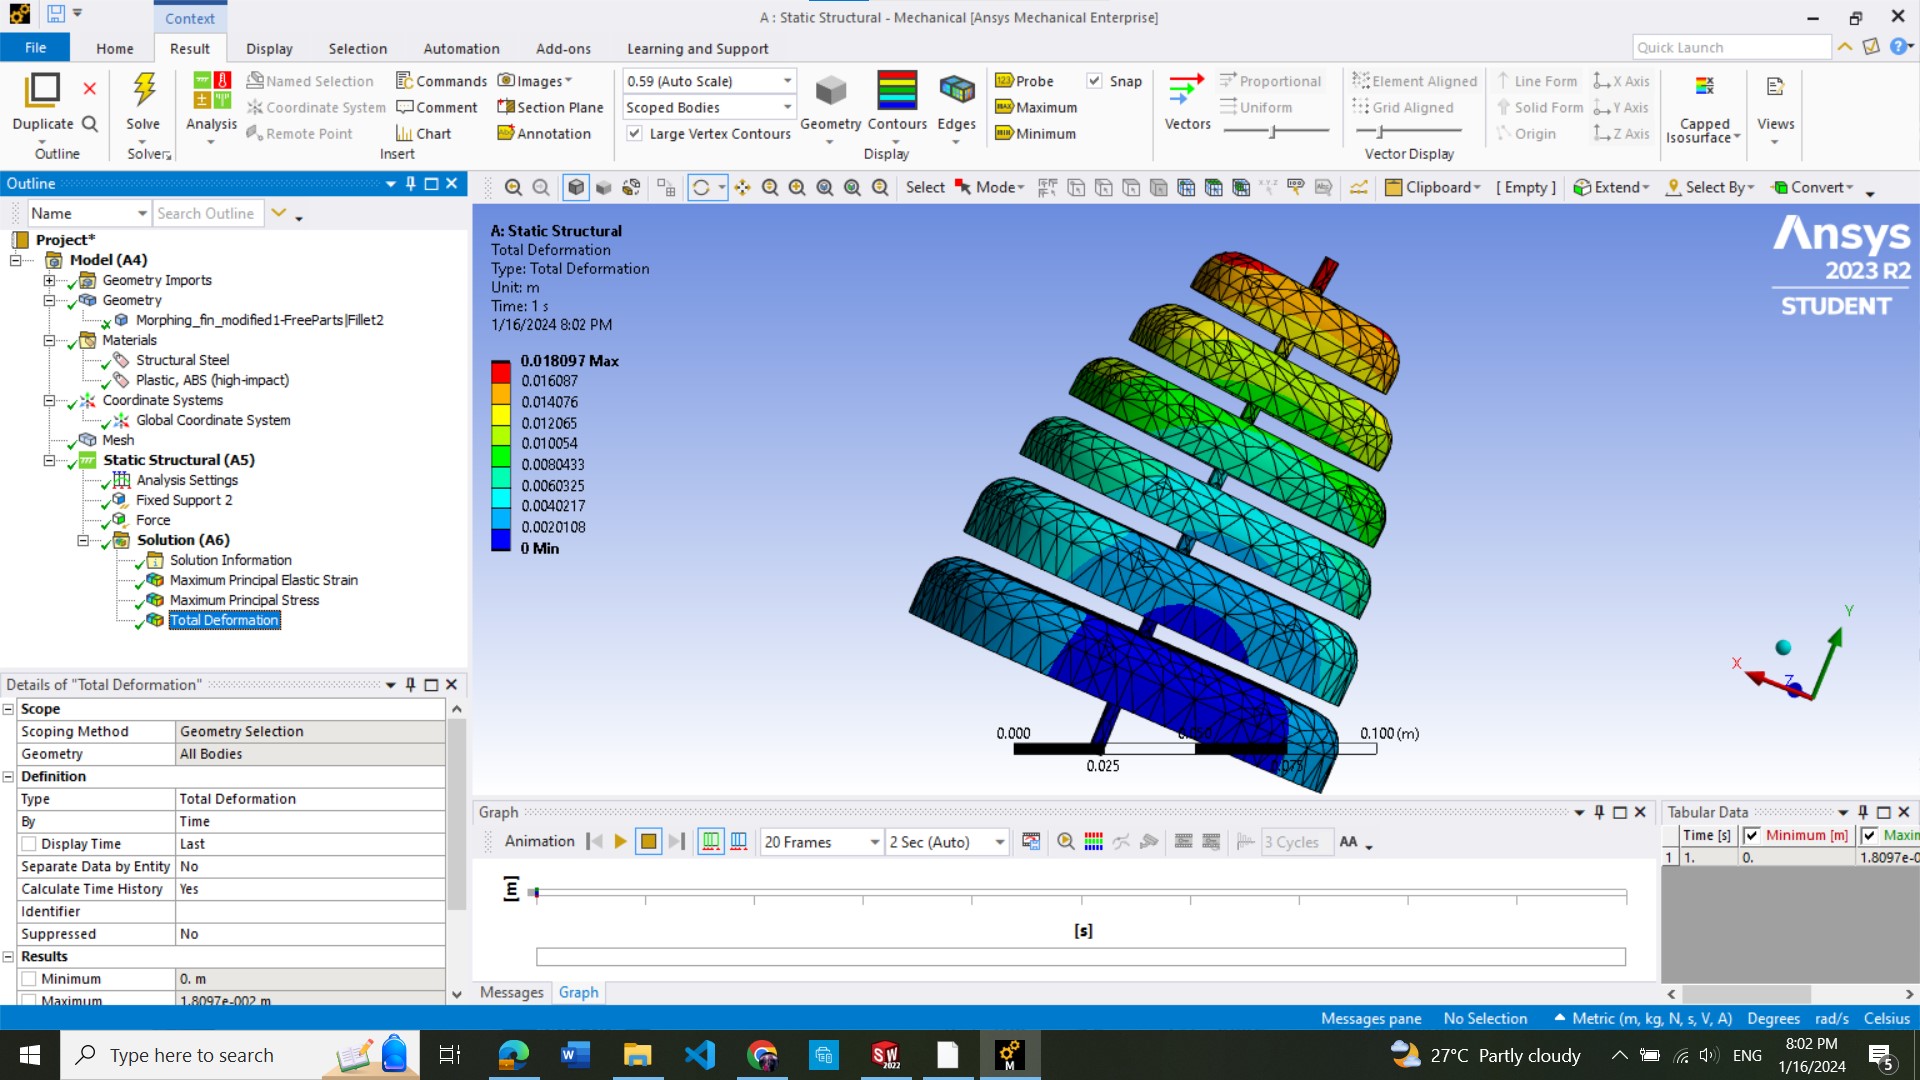 Context
A : Static Structural - Mechanical [Ansys Mechanical Enterprise]
File Home Result Display Selection Automation Add-ons Learning and Support
Quick Launch
Duplicate
Outline
Solve
Solver
Analysis
Named Selection
Coordinate System
Remote Point
Commands
Comment
Chart
Images
Section Plane
Annotation
Insert
0.59 (Auto Scale)
Scoped Bodies
Large Vertex Contours
Geometry Contours Edges
Display
Probe
Maximum
Minimum
Snap
Vectors
Proportional
Uniform
Element Aligned
Grid Aligned
Vector Display
Line Form
Solid Form
Origin
X Axis
Y Axis
Z Axis
Capped
Isosurface
Views
Outline
Name
Search Outline
Select Mode
Clipboard [ Empty ] Extend Select By Convert
Project*
Model (A4)
Geometry Imports
Geometry
Morphing_fin_modified1-FreeParts|Fillet2
Materials
Structural Steel
Plastic, ABS (high-impact)
Coordinate Systems
Global Coordinate System
Mesh
Static Structural (A5)
Analysis Settings
Fixed Support 2
Force
Solution (A6)
Solution Information
Maximum Principal Elastic Strain
Maximum Principal Stress
Total Deformation
A: Static Structural
Total Deformation
Type: Total Deformation
Unit: m
Time: 1 s
1/16/2024 8:02 PM
0.018097 Max
0.016087
0.014076
0.012065
0.010054
0.0080433
0.0060325
0.0040217
0.0020108
0 Min
Ansys
2023 R2
STUDENT
Y
X
Z
0.000 0.050 0.100 (m)
0.025 0.075
Details of "Total Deformation"
Scope
Scoping Method Geometry Selection
Geometry All Bodies
Definition
Type Total Deformation
By Time
Display Time Last
Separate Data by Entity No
Calculate Time History Yes
Identifier
Suppressed No
Results
Minimum 0. m
Maximum 1.8097e-002 m
Graph
Animation 20 Frames 2 Sec (Auto) 3 Cycles AA
[m]
[s]
Messages Graph
Tabular Data
Time [s] Minimum [m] Maxin
1 1. 0. 1.8097e-0
Messages pane No Selection Metric (m, kg, N, s, V, A) Degrees rad/s Celsius
Type here to search
W
SW
2022
M
27°C Partly cloudy
ENG
8:02 PM
1/16/2024
5